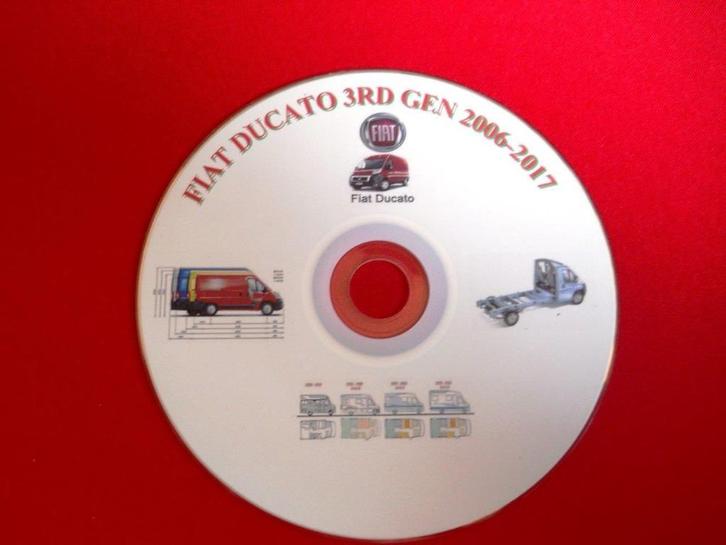 FIAT DUCATO 3RD GEN 2006-2017
FIAT
Fiat Ducato